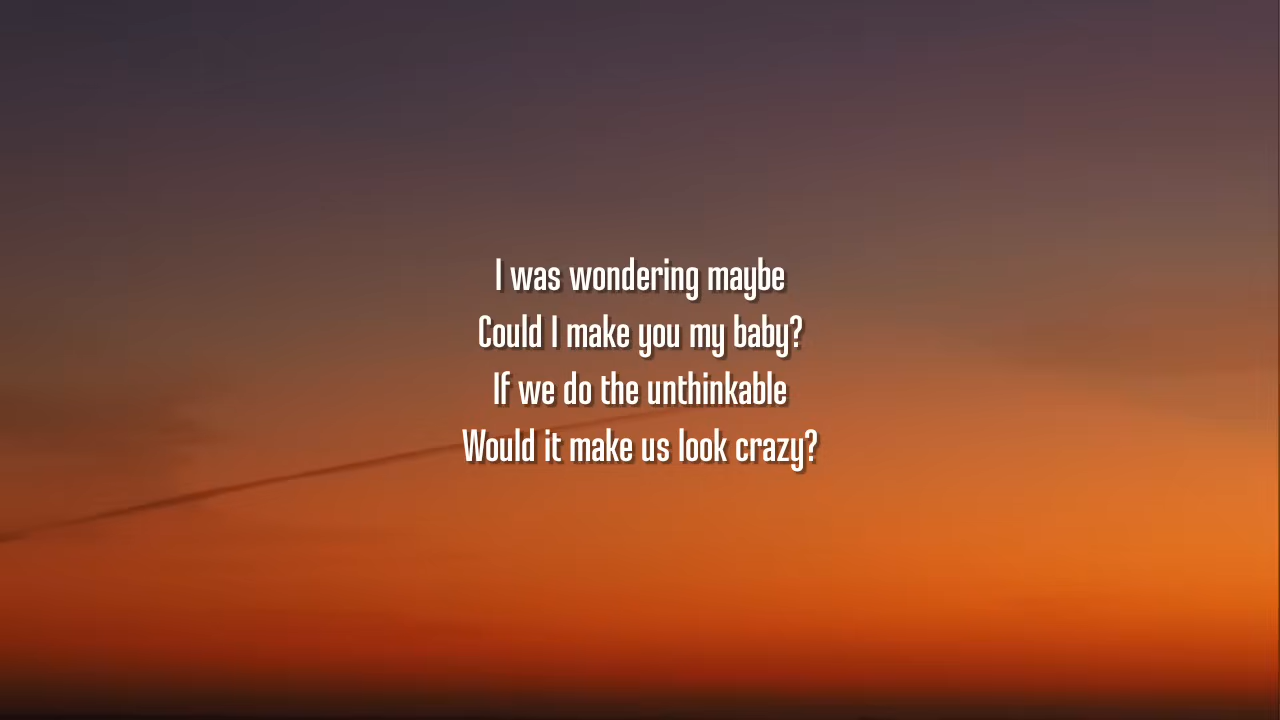 I was wondering maybe
Could I make you my baby?
If we do the unthinkable
Would it make us look crazy?